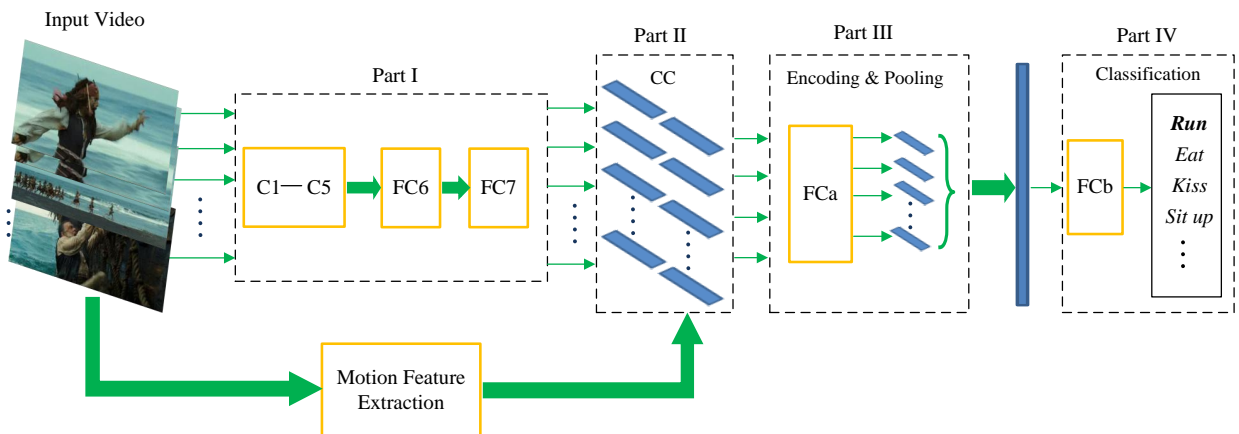 Input Video
Part I
C1— C5
FC6
FC7
Part II
CC
Part III
Encoding & Pooling
FCa
Part IV
Classification
FCb
Run
Eat
Kiss
Sit up
Motion Feature
Extraction